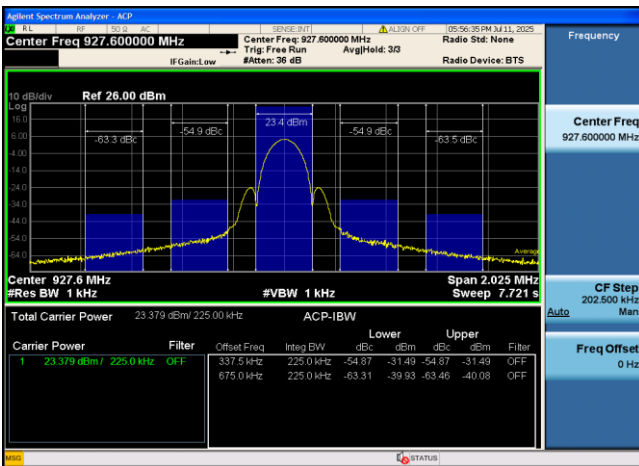 Agilent Spectrum Analyzer - ACP
RL RF 50 Ω AC SENSE:INT ALIGN OFF 05:56:35 PM Jul 11, 2025
Center Freq 927.600000 MHz Center Freq: 927.600000 MHz Radio Std: None
Trig: Free Run Avg|Hold: 3/3
IFGain:Low #Atten: 36 dB Radio Device: BTS
10 dB/div Ref 26.00 dBm
Log
16.0
6.00
-4.00
-14.0
-24.0
-34.0
-44.0
-54.0
-64.0
-63.3 dBc -54.9 dBc 23.4 dBm -54.9 dBc -63.5 dBc
Average
Center 927.6 MHz Span 2.025 MHz
#Res BW 1 kHz #VBW 1 kHz Sweep 7.721 s
Total Carrier Power 23.379 dBm/ 225.00 kHz ACP-IBW
Lower Upper
Carrier Power Filter Offset Freq Integ BW dBc dBm dBc dBm Filter
1 23.379 dBm / 225.0 kHz OFF 337.5 kHz 225.0 kHz -54.87 -31.49 -54.87 -31.49 OFF
675.0 kHz 225.0 kHz -63.31 -39.93 -63.46 -40.08 OFF
MSG STATUS
Frequency
Center Freq
927.600000 MHz
CF Step
202.500 kHz
Auto Man
Freq Offset
0 Hz